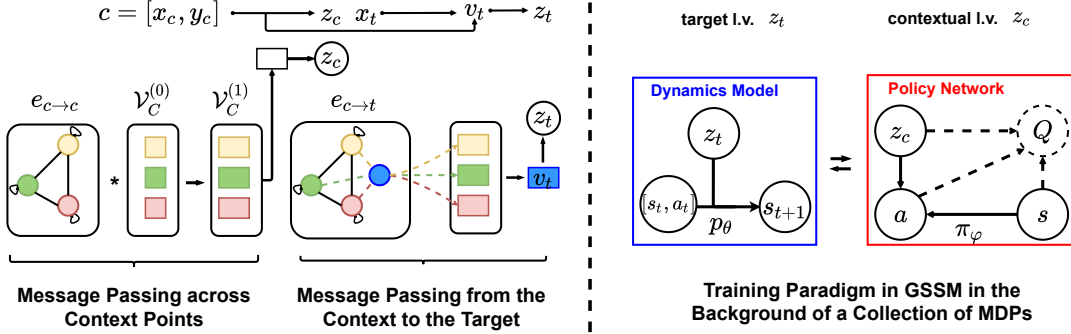 c = [x_c, y_c] z_c x_t v_t z_t
z_c
e_{c→c} 𝒱_C^{(0)} 𝒱_C^{(1)} e_{c→t}
z_t
*
v_t
Message Passing across
Context Points
Message Passing from the
Context to the Target
target l.v. z_t
contextual l.v. z_c
Dynamics Model
z_t
[s_t, a_t] s_{t+1}
p_θ
Policy Network
z_c Q
a s
π_φ
Training Paradigm in GSSM in the
Background of a Collection of MDPs